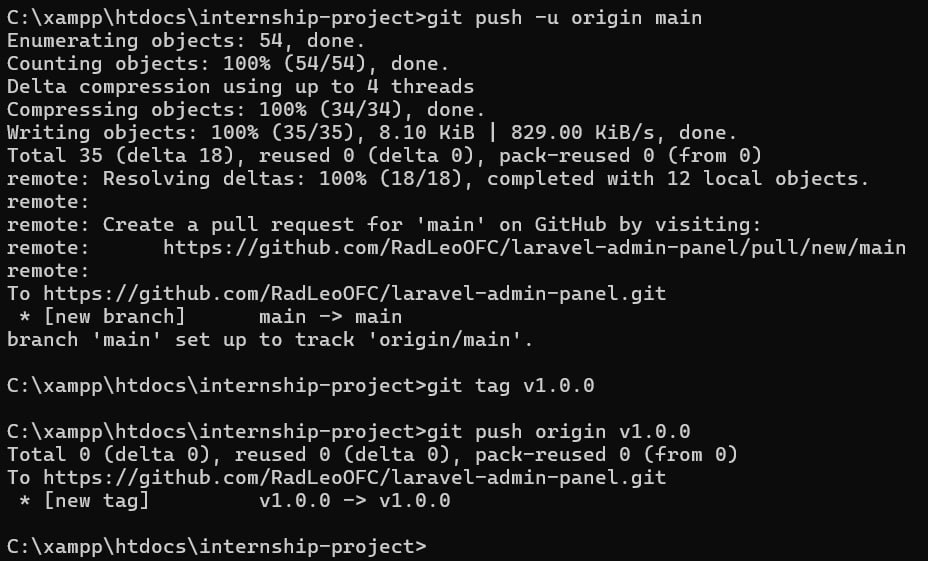 C:\xampp\htdocs\internship-project>git push -u origin main
Enumerating objects: 54, done.
Counting objects: 100% (54/54), done.
Delta compression using up to 4 threads
Compressing objects: 100% (34/34), done.
Writing objects: 100% (35/35), 8.10 KiB | 829.00 KiB/s, done.
Total 35 (delta 18), reused 0 (delta 0), pack-reused 0 (from 0)
remote: Resolving deltas: 100% (18/18), completed with 12 local objects.
remote:
remote: Create a pull request for 'main' on GitHub by visiting:
remote:      https://github.com/RadLeoOFC/laravel-admin-panel/pull/new/main
remote:
To https://github.com/RadLeoOFC/laravel-admin-panel.git
 * [new branch]      main -> main
branch 'main' set up to track 'origin/main'.
C:\xampp\htdocs\internship-project>git tag v1.0.0
C:\xampp\htdocs\internship-project>git push origin v1.0.0
Total 0 (delta 0), reused 0 (delta 0), pack-reused 0 (from 0)
To https://github.com/RadLeoOFC/laravel-admin-panel.git
 * [new tag]         v1.0.0 -> v1.0.0
C:\xampp\htdocs\internship-project>